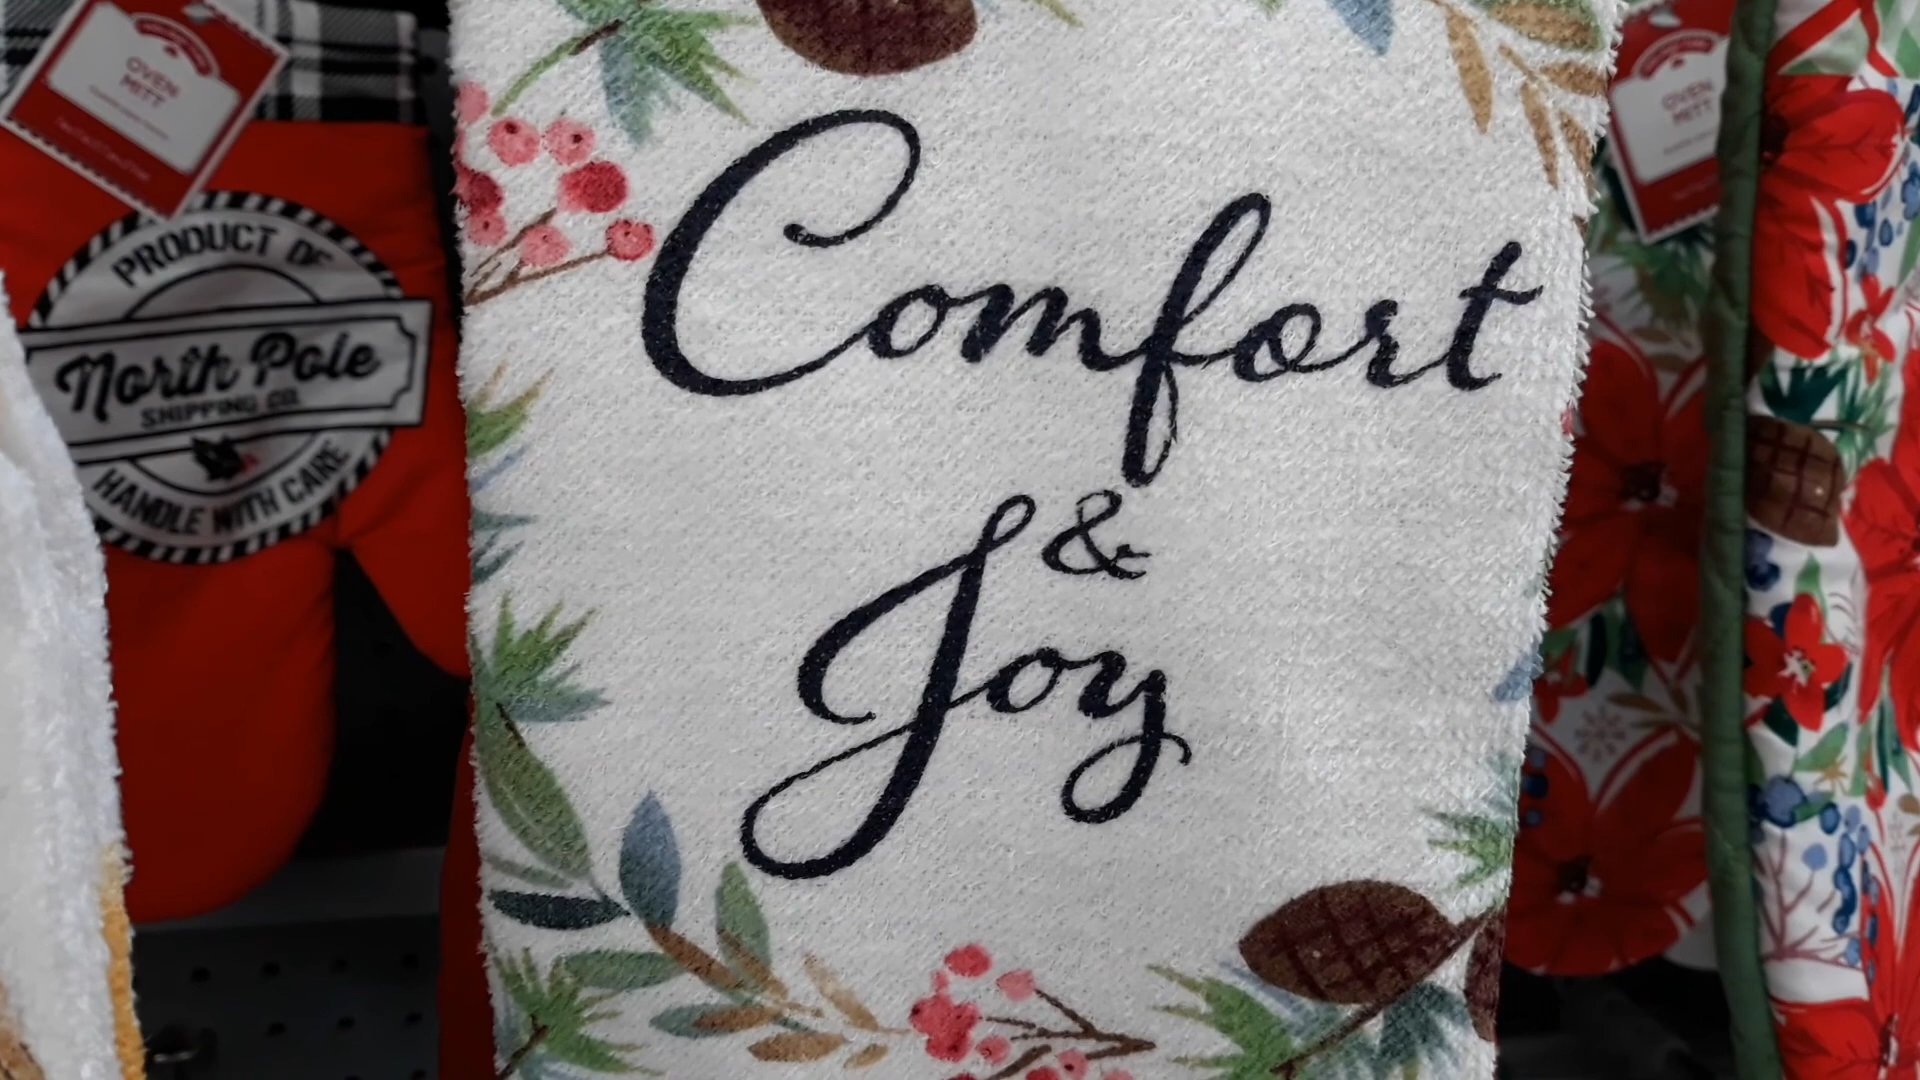 OVEN
MITT
PRODUCT OF
North Pole
SHIPPING CO.
HANDLE WITH CARE
Comfort
&
Joy
OVEN
MITT